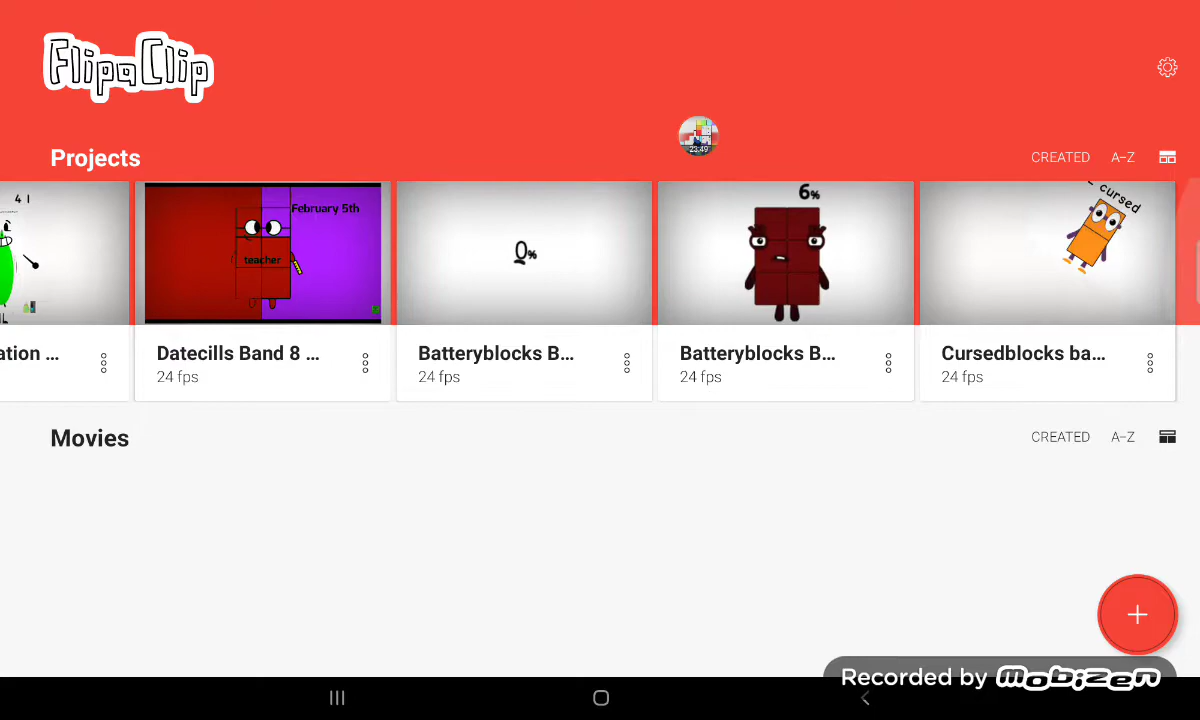 FlipaClip
23:49
Projects
CREATED A-Z
41
February 5th
teacher
0%
6%
cursed
ation ...
Datecills Band 8 ...
24 fps
Batteryblocks B...
24 fps
Batteryblocks B...
24 fps
Cursedblocks ba...
24 fps
Movies
CREATED A-Z
Recorded by mobizen